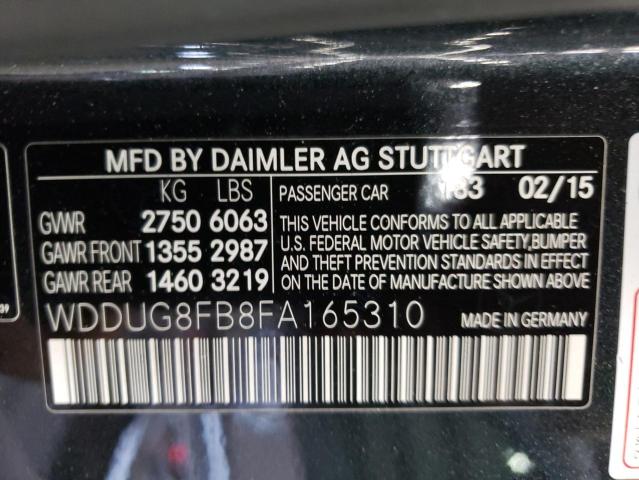 MFD BY DAIMLER AG STUTTGART
KG LBS
PASSENGER CAR 183 02/15
GVWR 2750 6063
GAWR FRONT 1355 2987
GAWR REAR 1460 3219
THIS VEHICLE CONFORMS TO ALL APPLICABLE
U.S. FEDERAL MOTOR VEHICLE SAFETY,BUMPER
AND THEFT PREVENTION STANDARDS IN EFFECT
ON THE DATE OF MANUFACTURE SHOWN ABOVE
WDDUG8FB8FA165310 MADE IN GERMANY